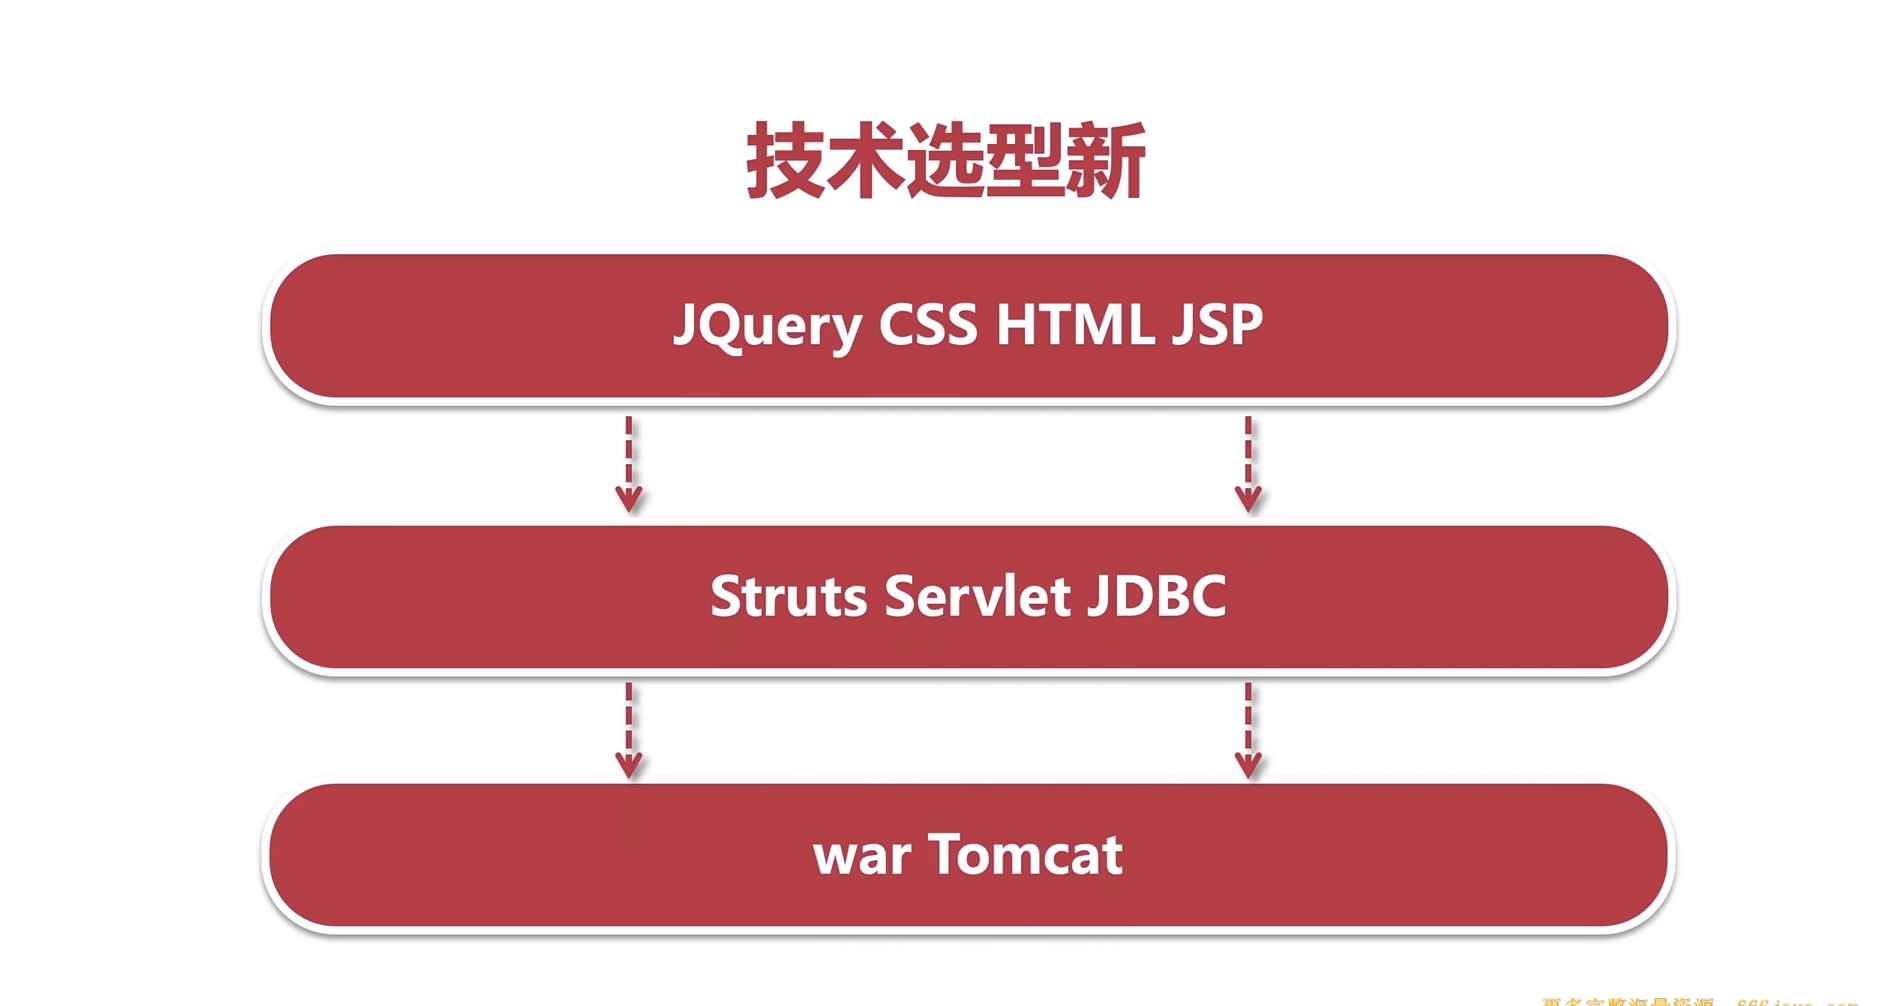 技术选型新
JQuery CSS HTML JSP
Struts Servlet JDBC
war Tomcat